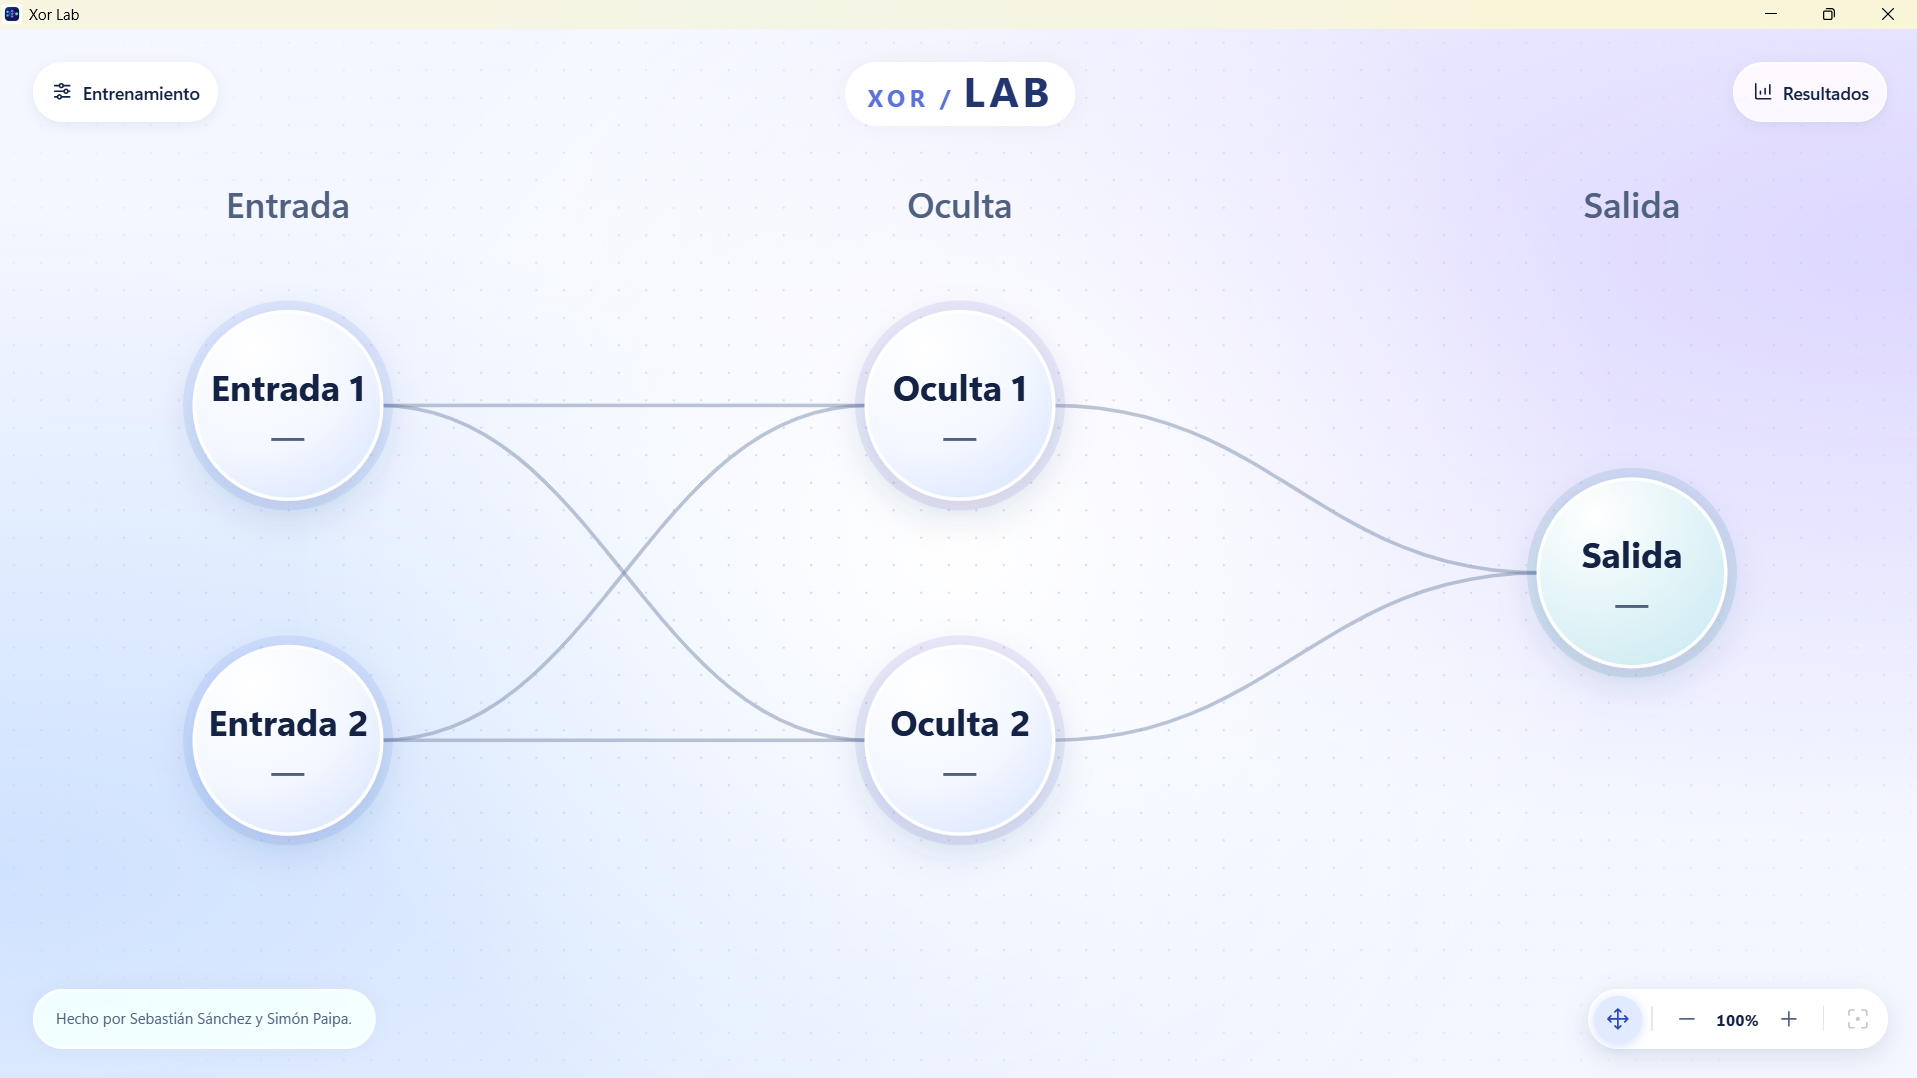 Xor Lab
Entrenamiento
XOR / LAB
Resultados
Entrada
Oculta
Salida
Entrada 1
—
Oculta 1
—
Salida
—
Entrada 2
—
Oculta 2
—
Hecho por Sebastián Sánchez y Simón Paipa.
100%